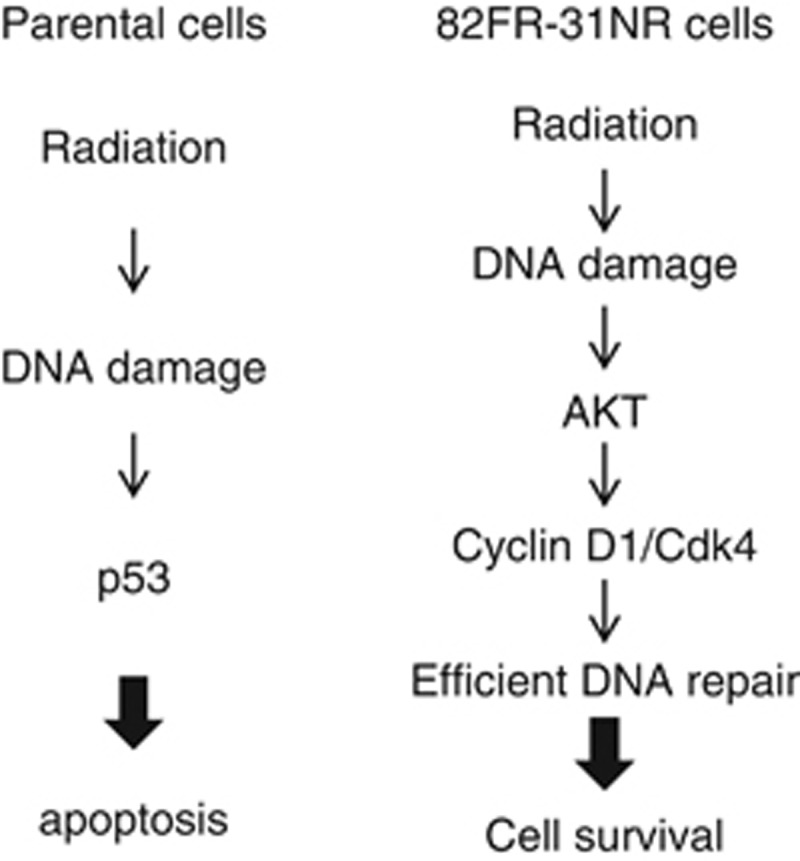 Parental cells
Radiation
DNA damage
p53
apoptosis
82FR-31NR cells
Radiation
DNA damage
AKT
Cyclin D1/Cdk4
Efficient DNA repair
Cell survival